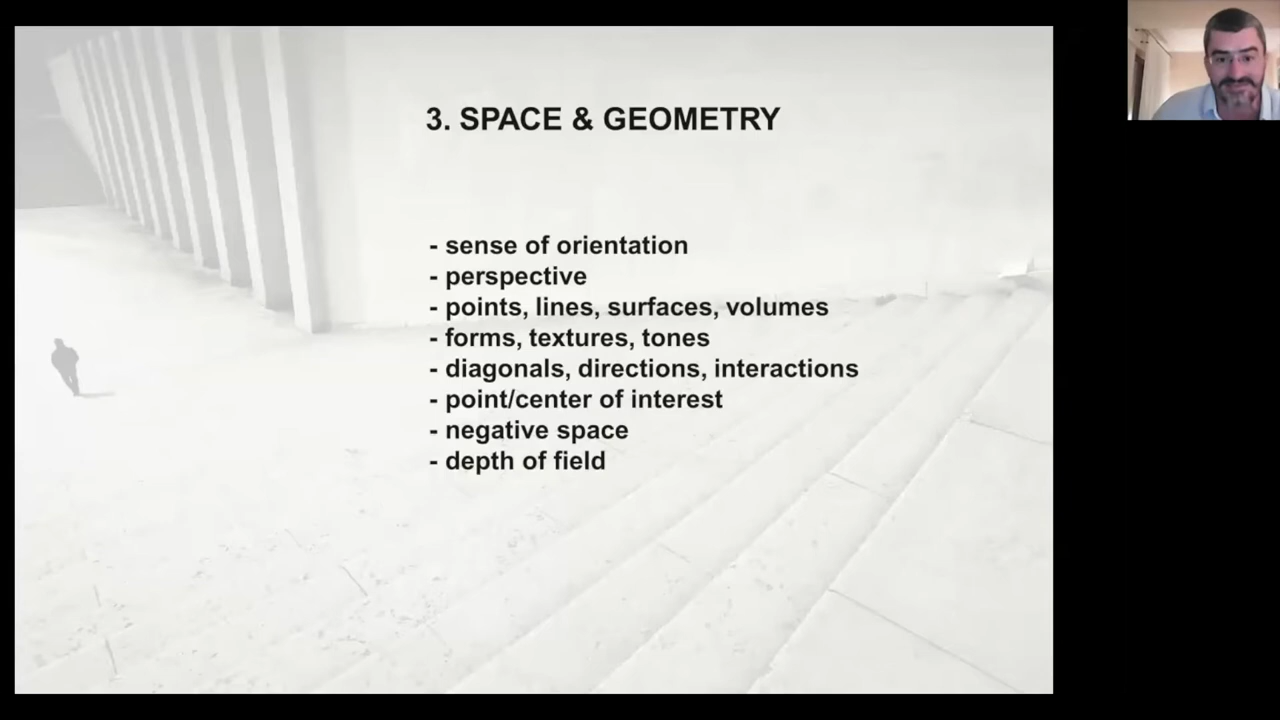 3. SPACE & GEOMETRY
- sense of orientation
- perspective
- points, lines, surfaces, volumes
- forms, textures, tones
- diagonals, directions, interactions
- point/center of interest
- negative space
- depth of field